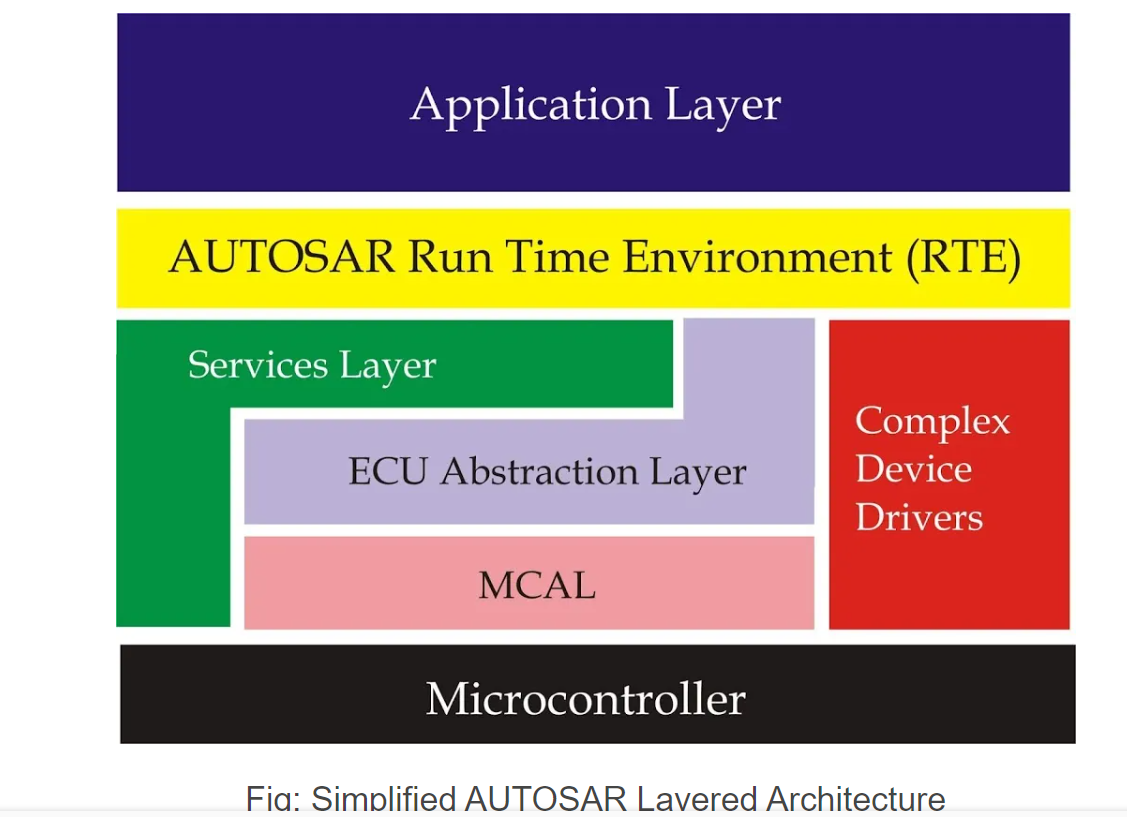 Application Layer
AUTOSAR Run Time Environment (RTE)
Services Layer
ECU Abstraction Layer
MCAL
Complex
Device
Drivers
Microcontroller
Fig: Simplified AUTOSAR Layered Architecture